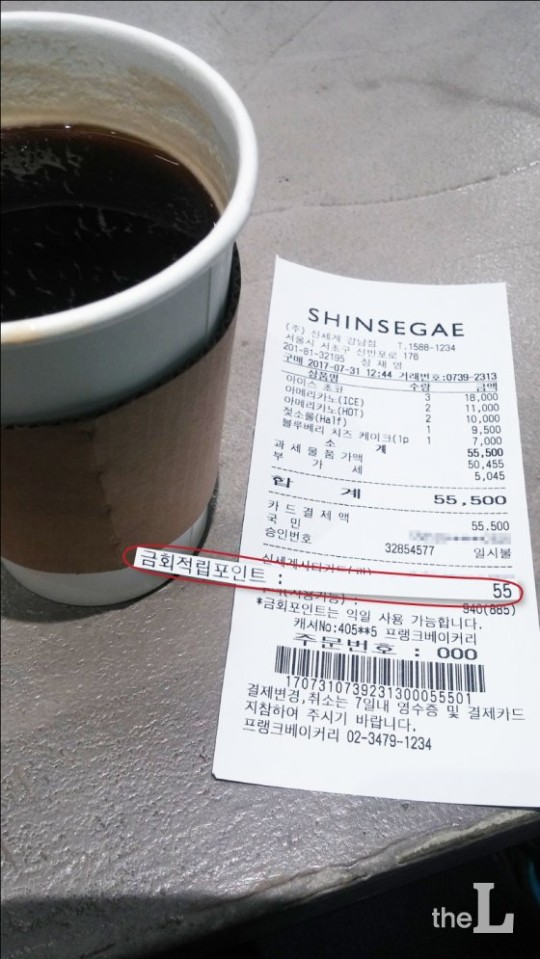 SHINSEGAE
(주) 신세계 강남점 T.1588-1234
서울시 서초구 신반포로 176
201-81-32195 장 재 영
구매 2017-07-31 12:44 거래번호:0739-2313
상품명 수량 금액
아이스 초코 3 18,000
아메리카노(ICE) 2 11,000
아메리카노(HOT) 2 10,000
젖소롤(Half) 1 9,500
블루베리 치즈 케이크(1p 1 7,000
소 계 55,500
과 세 물 품 가액 50,455
부 가 세 5,045
합 계 55,500
카 드 결 제 액 55.500
국 민
승인번호 32854577 일시불
금회적립포인트 : 55
940(885)
*금회포인트는 익일 사용 가능합니다.
캐셔No:405**5 프랭크베이커리
주문번호 : 000
1707310739231300055501
결제변경,취소는 7일내 영수증 및 결제카드
지참하여 주시기 바랍니다.
프랭크베이커리 02-3479-1234
the L